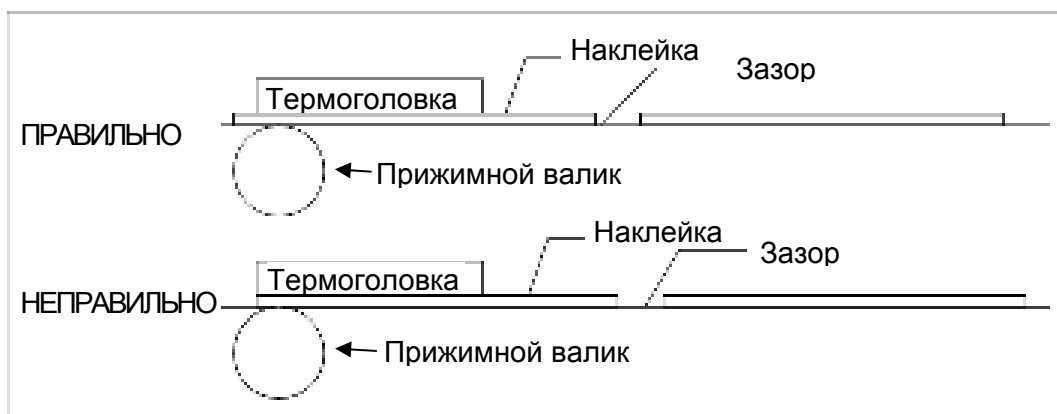 Наклейка
Зазор
Термоголовка
ПРАВИЛЬНО
Прижимной валик
Наклейка
Зазор
Термоголовка
НЕПРАВИЛЬНО
Прижимной валик